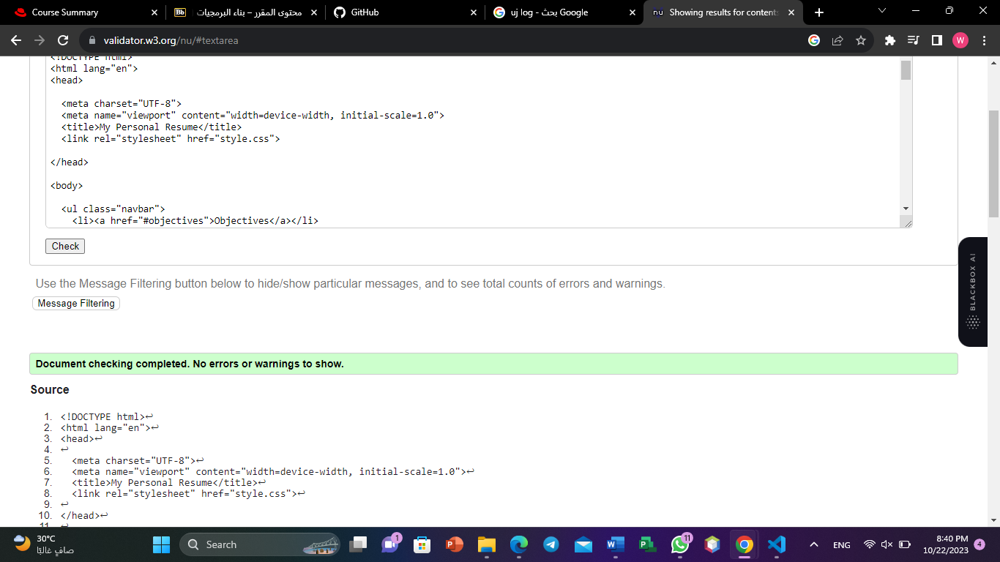 Course Summary
محتوى المقرر – بناء البرمجيات
GitHub
uj log - بحث Google
Showing results for contents
validator.w3.org/nu/#textarea
W
<!DOCTYPE html>
<html lang="en">
<head>
<meta charset="UTF-8">
<meta name="viewport" content="width=device-width, initial-scale=1.0">
<title>My Personal Resume</title>
<link rel="stylesheet" href="style.css">
</head>
<body>
<ul class="navbar">
<li><a href="#objectives">Objectives</a></li>
Check
BLACKBOX AI
Use the Message Filtering button below to hide/show particular messages, and to see total counts of errors and warnings.
Message Filtering
Document checking completed. No errors or warnings to show.
Source
1. <!DOCTYPE html>↩
2. <html lang="en">↩
3. <head>↩
4. ↩
5. <meta charset="UTF-8">↩
6. <meta name="viewport" content="width=device-width, initial-scale=1.0">↩
7. <title>My Personal Resume</title>↩
8. <link rel="stylesheet" href="style.css">↩
9. ↩
10. </head>↩
11. ↩
30°C
صافٍ غالبًا
Search
1
11
ENG
8:40 PM
10/22/2023
4